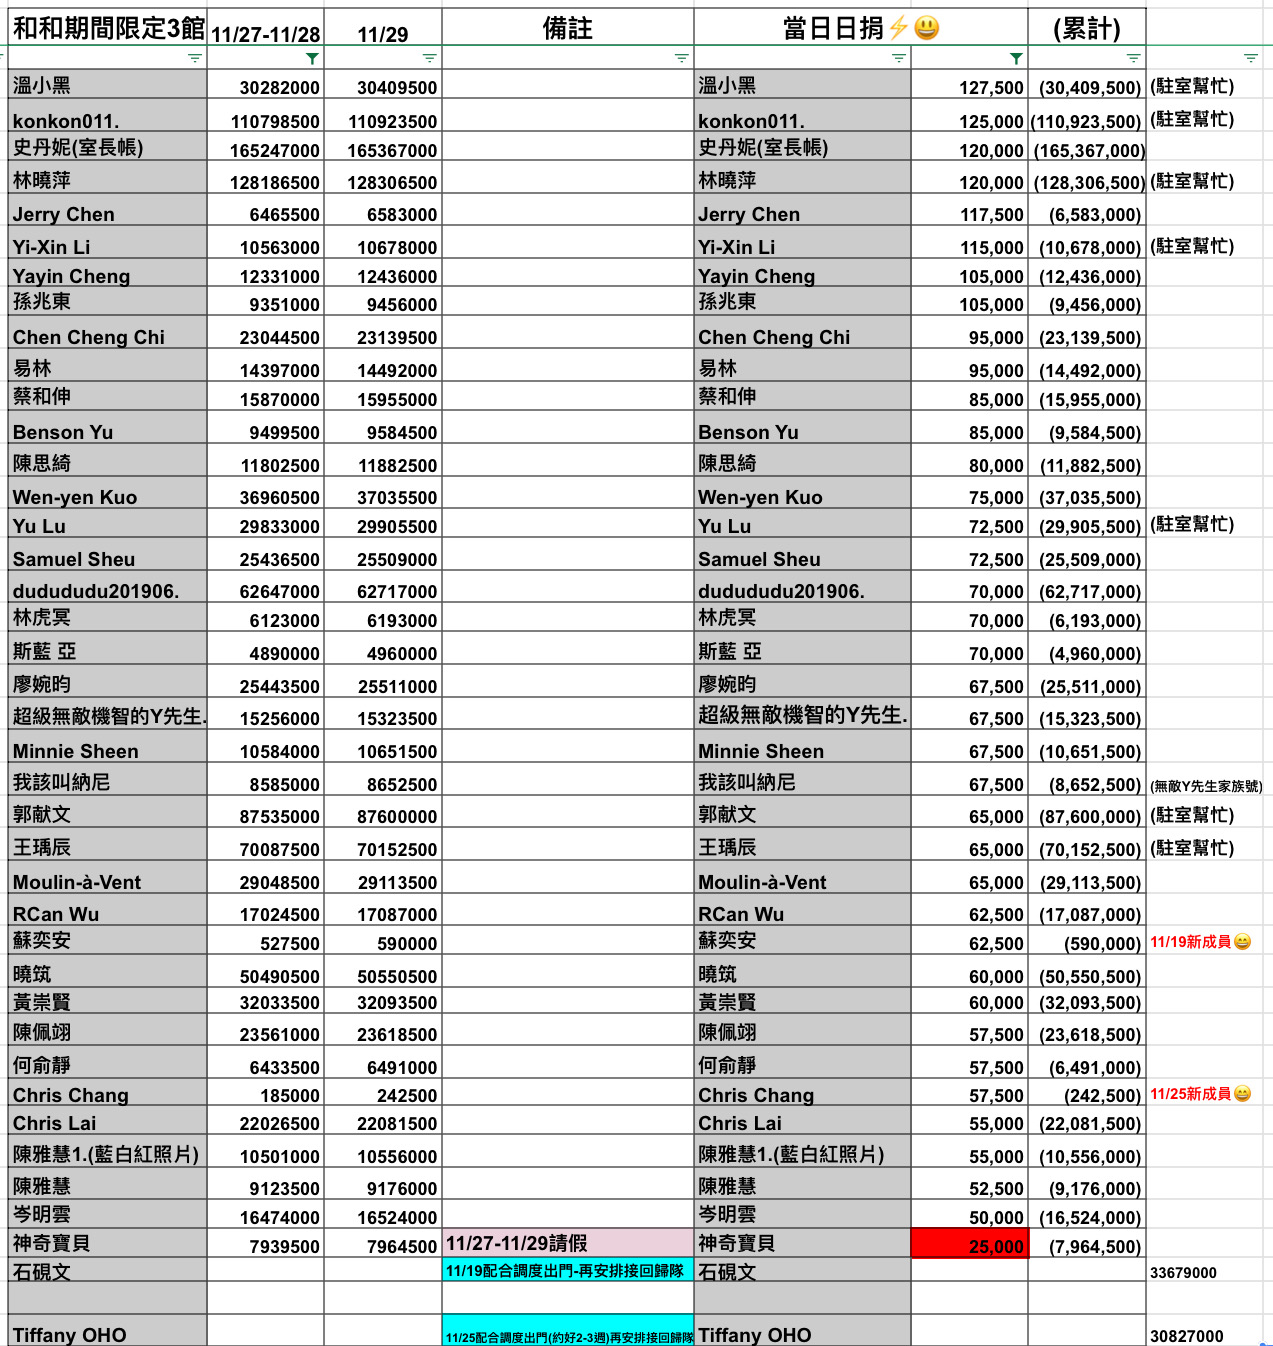 和和期間限定3館 11/27-11/28 11/29 備註 當日日捐⚡😃 (累計)
溫小黑 30282000 30409500 溫小黑 127,500 (30,409,500) (駐室幫忙)
konkon011. 110798500 110923500 konkon011. 125,000 (110,923,500) (駐室幫忙)
史丹妮(室長帳) 165247000 165367000 史丹妮(室長帳) 120,000 (165,367,000)
林曉萍 128186500 128306500 林曉萍 120,000 (128,306,500) (駐室幫忙)
Jerry Chen 6465500 6583000 Jerry Chen 117,500 (6,583,000)
Yi-Xin Li 10563000 10678000 Yi-Xin Li 115,000 (10,678,000) (駐室幫忙)
Yayin Cheng 12331000 12436000 Yayin Cheng 105,000 (12,436,000)
孫兆東 9351000 9456000 孫兆東 105,000 (9,456,000)
Chen Cheng Chi 23044500 23139500 Chen Cheng Chi 95,000 (23,139,500)
易林 14397000 14492000 易林 95,000 (14,492,000)
蔡和伸 15870000 15955000 蔡和伸 85,000 (15,955,000)
Benson Yu 9499500 9584500 Benson Yu 85,000 (9,584,500)
陳思綺 11802500 11882500 陳思綺 80,000 (11,882,500)
Wen-yen Kuo 36960500 37035500 Wen-yen Kuo 75,000 (37,035,500)
Yu Lu 29833000 29905500 Yu Lu 72,500 (29,905,500) (駐室幫忙)
Samuel Sheu 25436500 25509000 Samuel Sheu 72,500 (25,509,000)
dudududu201906. 62647000 62717000 dudududu201906. 70,000 (62,717,000)
林虎冥 6123000 6193000 林虎冥 70,000 (6,193,000)
斯藍 亞 4890000 4960000 斯藍 亞 70,000 (4,960,000)
廖婉昀 25443500 25511000 廖婉昀 67,500 (25,511,000)
超級無敵機智的Y先生. 15256000 15323500 超級無敵機智的Y先生. 67,500 (15,323,500)
Minnie Sheen 10584000 10651500 Minnie Sheen 67,500 (10,651,500)
我該叫納尼 8585000 8652500 我該叫納尼 67,500 (8,652,500) (無敵Y先生家族號)
郭献文 87535000 87600000 郭献文 65,000 (87,600,000) (駐室幫忙)
王瑀辰 70087500 70152500 王瑀辰 65,000 (70,152,500) (駐室幫忙)
Moulin-à-Vent 29048500 29113500 Moulin-à-Vent 65,000 (29,113,500)
RCan Wu 17024500 17087000 RCan Wu 62,500 (17,087,000)
蘇奕安 527500 590000 蘇奕安 62,500 (590,000) 11/19新成員😄
曉筑 50490500 50550500 曉筑 60,000 (50,550,500)
黃崇賢 32033500 32093500 黃崇賢 60,000 (32,093,500)
陳佩翊 23561000 23618500 陳佩翊 57,500 (23,618,500)
何俞靜 6433500 6491000 何俞靜 57,500 (6,491,000)
Chris Chang 185000 242500 Chris Chang 57,500 (242,500) 11/25新成員😄
Chris Lai 22026500 22081500 Chris Lai 55,000 (22,081,500)
陳雅慧1.(藍白紅照片) 10501000 10556000 陳雅慧1.(藍白紅照片) 55,000 (10,556,000)
陳雅慧 9123500 9176000 陳雅慧 52,500 (9,176,000)
岑明雲 16474000 16524000 岑明雲 50,000 (16,524,000)
神奇寶貝 7939500 7964500 11/27-11/29請假 神奇寶貝 25,000 (7,964,500)
石硯文 11/19配合調度出門-再安排接回歸隊 石硯文 33679000
Tiffany OHO 11/25配合調度出門(約好2-3週)再安排接回歸隊 Tiffany OHO 30827000